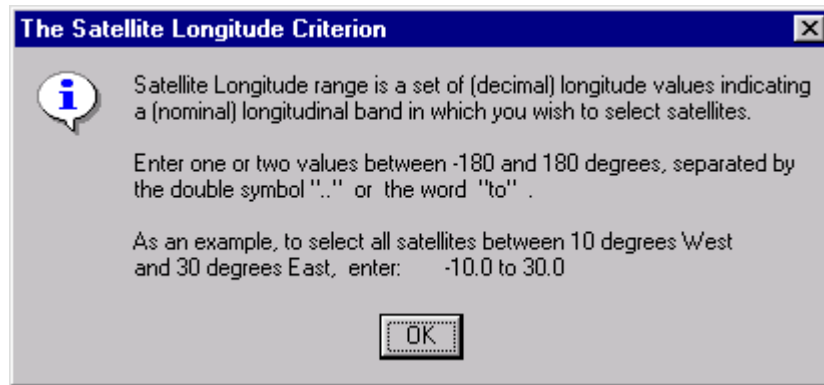 The Satellite Longitude Criterion
Satellite Longitude range is a set of (decimal) longitude values indicating
a (nominal) longitudinal band in which you wish to select satellites.
Enter one or two values between -180 and 180 degrees, separated by
the double symbol ".." or the word "to" .
As an example, to select all satellites between 10 degrees West
and 30 degrees East, enter: -10.0 to 30.0
OK